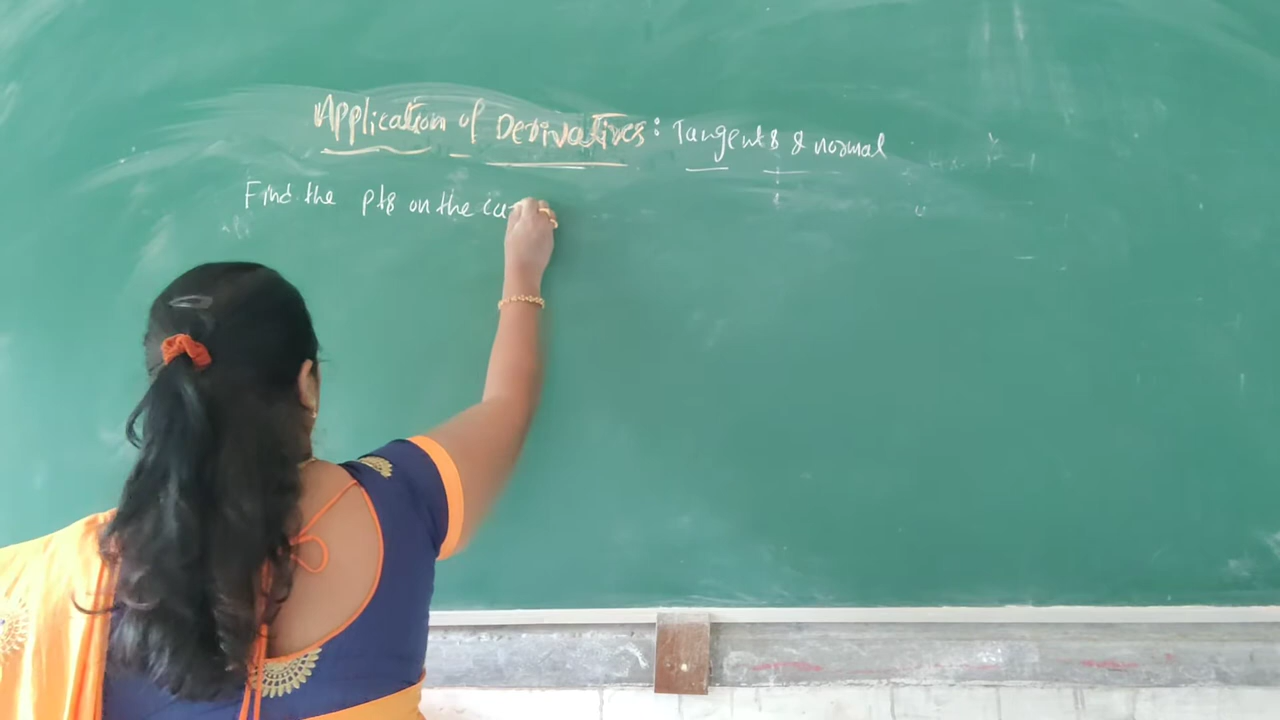 Application of Derivatives: Tangents & normal
Find the pts on the cu